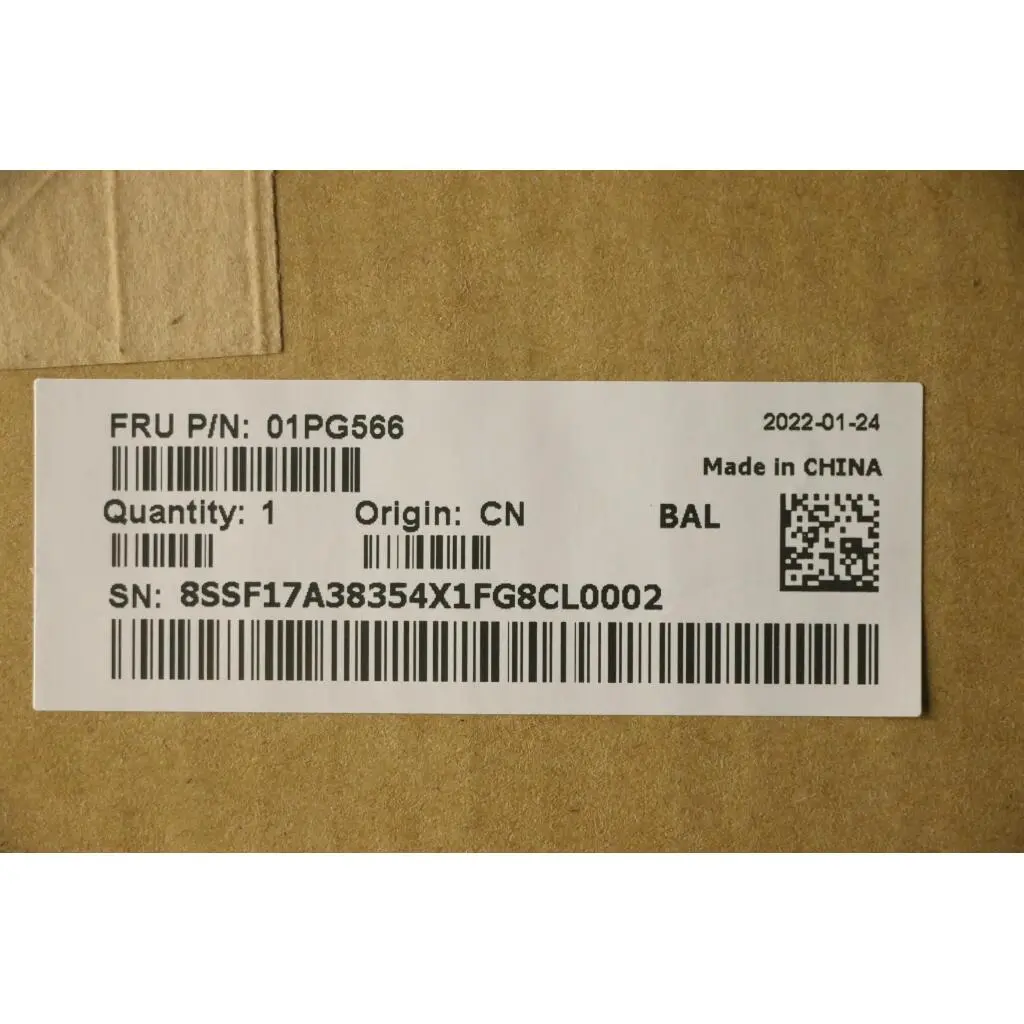 FRU P/N: 01PG566
2022-01-24
Made in CHINA
Quantity: 1 Origin: CN BAL
SN: 8SSF17A38354X1FG8CL0002